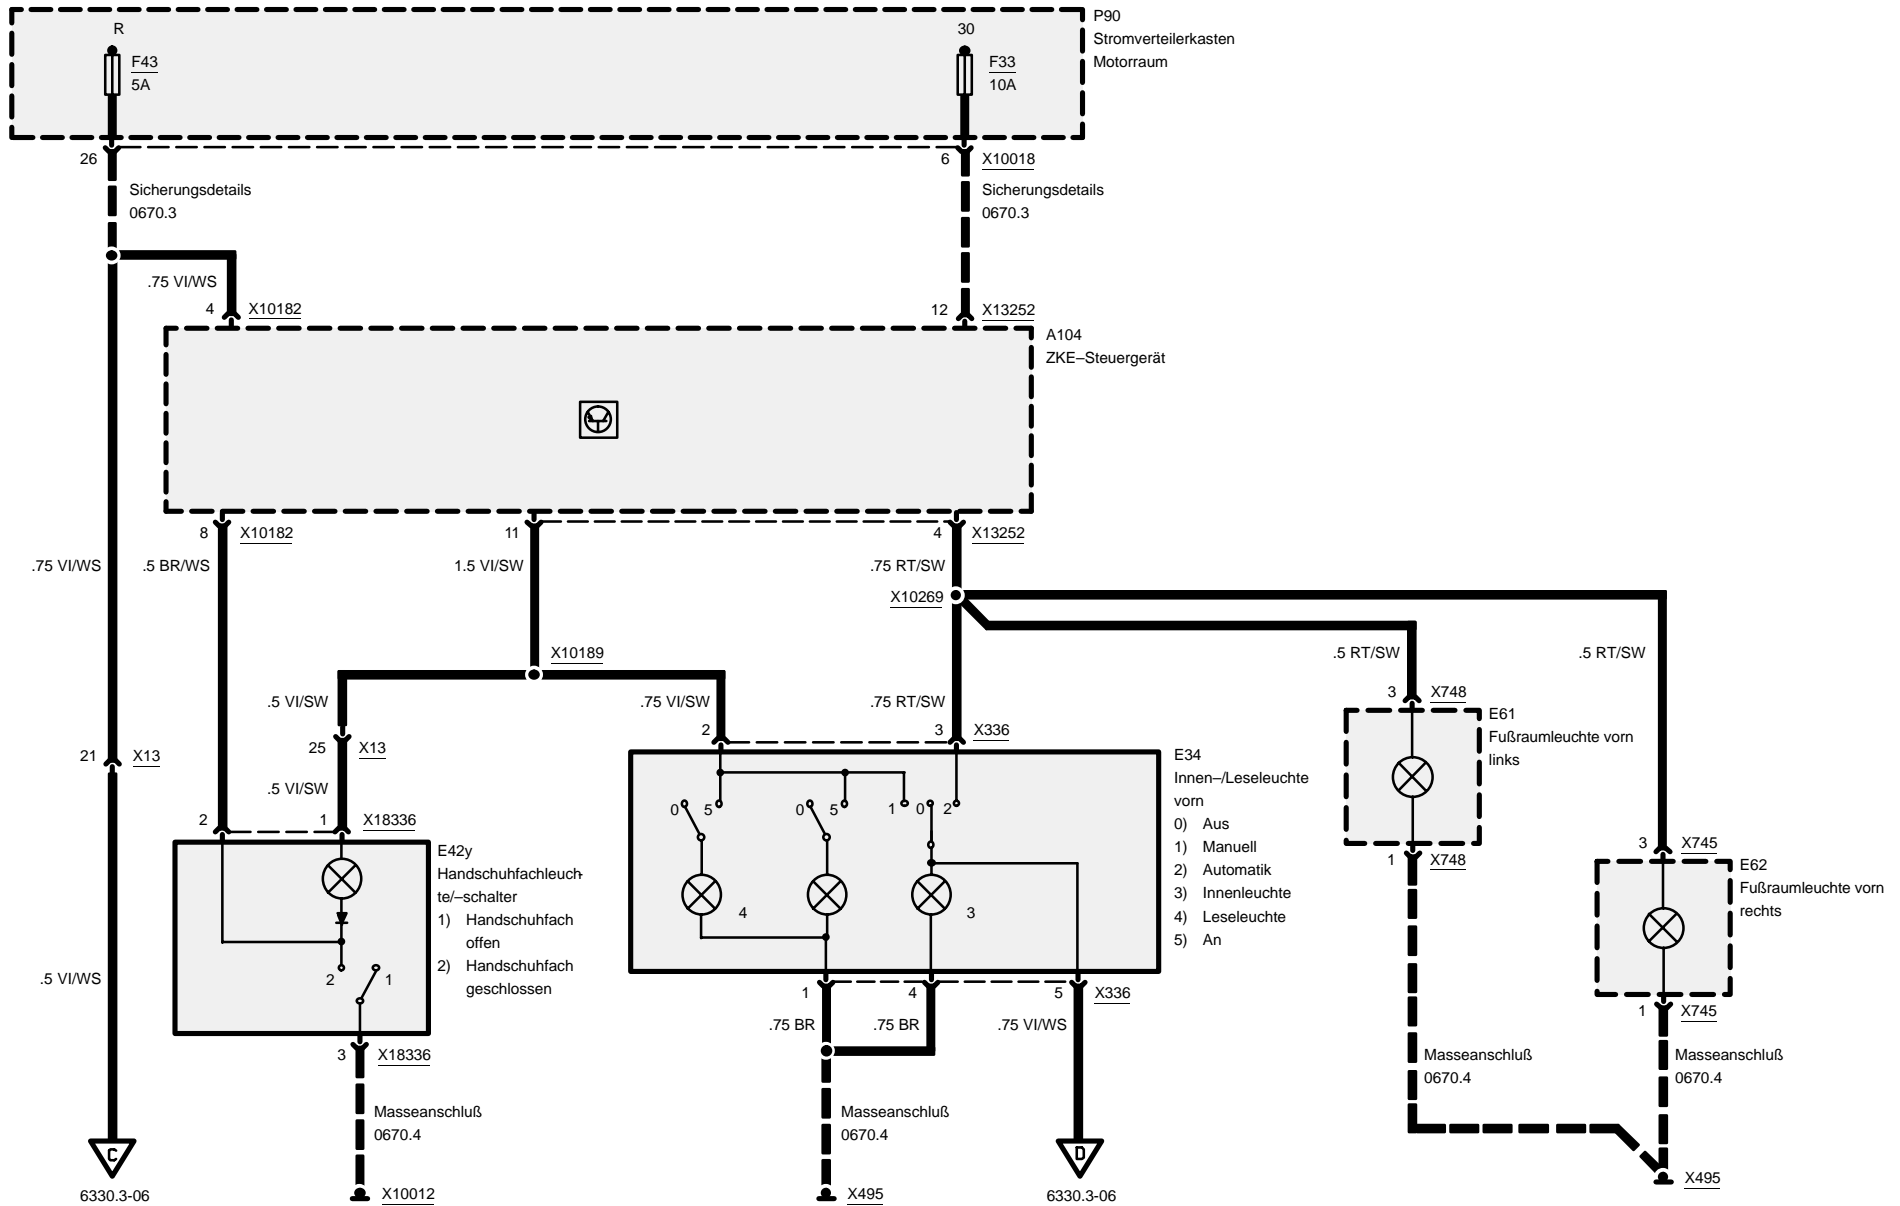 R
30
P90
Stromverteilerkasten
Motorraum
F43
5A
F33
10A
26
6
X10018
Sicherungsdetails
0670.3
Sicherungsdetails
0670.3
.75 VI/WS
4
X10182
12
X13252
A104
ZKE–Steuergerät
8
X10182
11
4
X13252
.75 VI/WS
.5 BR/WS
1.5 VI/SW
.75 RT/SW
X10269
X10189
.5 RT/SW
.5 RT/SW
.5 VI/SW
.75 VI/SW
.75 RT/SW
3
X748
2
3
X336
21
X13
25
X13
E61
Fußraumleuchte vorn
links
.5 VI/SW
E34
Innen–/Leseleuchte
vorn
0) Aus
1) Manuell
2) Automatik
3) Innenleuchte
4) Leseleuchte
5) An
0
5
0
5
1
0
2
4
3
2
1
X18336
E42y
Handschuhfachleuch-
te/–schalter
1) Handschuhfach
offen
2) Handschuhfach
geschlossen
2
1
3
X745
1
X748
E62
Fußraumleuchte vorn
rechts
.5 VI/WS
1
4
5
X336
1
X745
.75 BR
.75 BR
.75 VI/WS
3
X18336
Masseanschluß
0670.4
Masseanschluß
0670.4
Masseanschluß
0670.4
Masseanschluß
0670.4
C
D
6330.3-06
X10012
X495
6330.3-06
X495